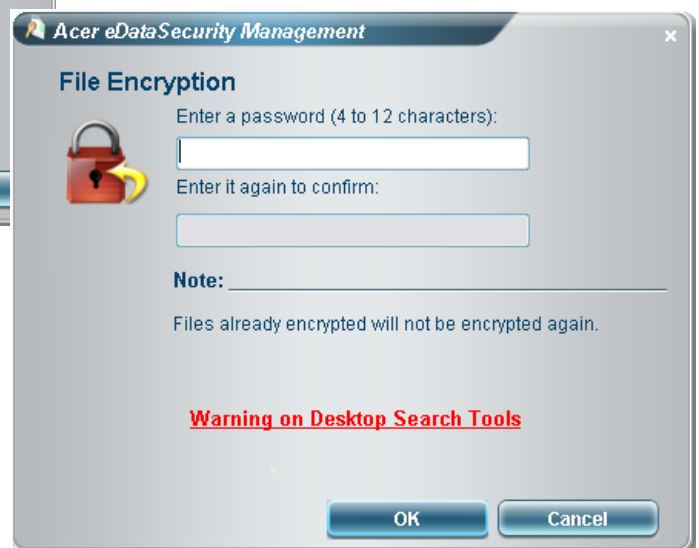 Acer eDataSecurity Management
File Encryption
Enter a password (4 to 12 characters):
Enter it again to confirm:
Note:
Files already encrypted will not be encrypted again.
Warning on Desktop Search Tools
OK Cancel